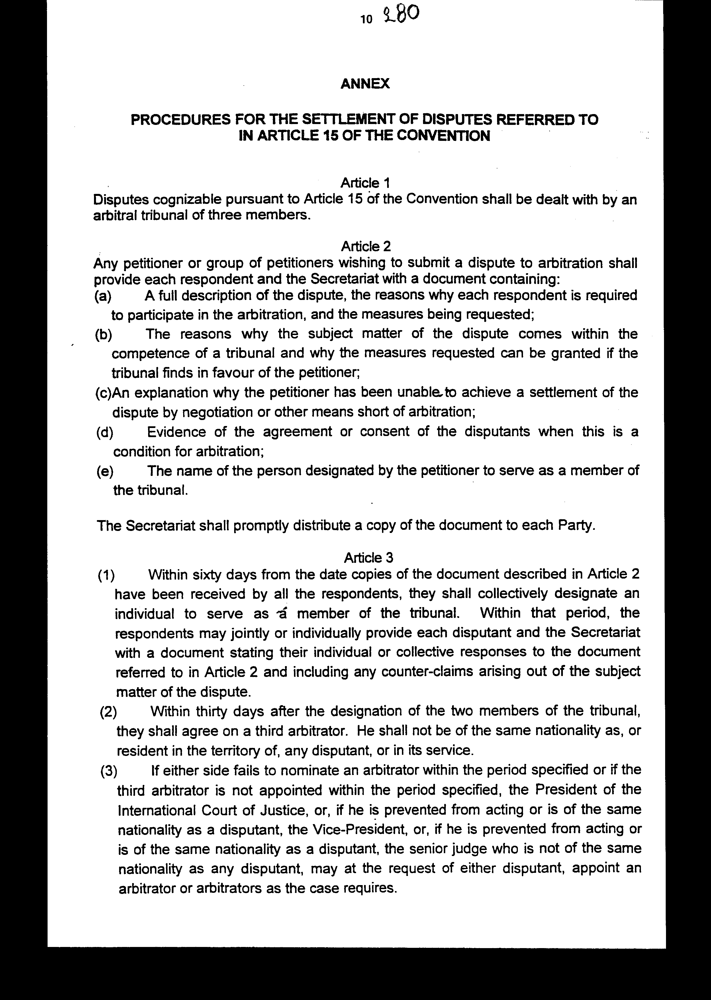 10 280
ANNEX
PROCEDURES FOR THE SETTLEMENT OF DISPUTES REFERRED TO
IN ARTICLE 15 OF THE CONVENTION
Article 1
Disputes cognizable pursuant to Article 15 of the Convention shall be dealt with by an
arbitral tribunal of three members.
Article 2
Any petitioner or group of petitioners wishing to submit a dispute to arbitration shall
provide each respondent and the Secretariat with a document containing:
(a) A full description of the dispute, the reasons why each respondent is required
to participate in the arbitration, and the measures being requested;
(b) The reasons why the subject matter of the dispute comes within the
competence of a tribunal and why the measures requested can be granted if the
tribunal finds in favour of the petitioner;
(c)An explanation why the petitioner has been unable to achieve a settlement of the
dispute by negotiation or other means short of arbitration;
(d) Evidence of the agreement or consent of the disputants when this is a
condition for arbitration;
(e) The name of the person designated by the petitioner to serve as a member of
the tribunal.
The Secretariat shall promptly distribute a copy of the document to each Party.
Article 3
(1) Within sixty days from the date copies of the document described in Article 2
have been received by all the respondents, they shall collectively designate an
individual to serve as a member of the tribunal. Within that period, the
respondents may jointly or individually provide each disputant and the Secretariat
with a document stating their individual or collective responses to the document
referred to in Article 2 and including any counter-claims arising out of the subject
matter of the dispute.
(2) Within thirty days after the designation of the two members of the tribunal,
they shall agree on a third arbitrator. He shall not be of the same nationality as, or
resident in the territory of, any disputant, or in its service.
(3) If either side fails to nominate an arbitrator within the period specified or if the
third arbitrator is not appointed within the period specified, the President of the
International Court of Justice, or, if he is prevented from acting or is of the same
nationality as a disputant, the Vice-President, or, if he is prevented from acting or
is of the same nationality as a disputant, the senior judge who is not of the same
nationality as any disputant, may at the request of either disputant, appoint an
arbitrator or arbitrators as the case requires.